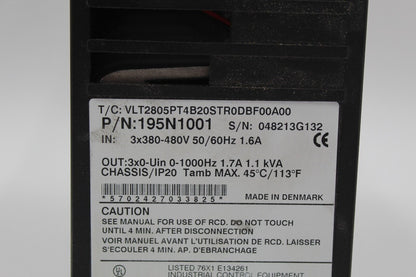 T/C: VLT2805PT4B20STR0DBF00A00
P/N:195N1001 S/N: 048213G132
IN: 3x380-480V 50/60Hz 1.6A
OUT:3x0-Uin 0-1000Hz 1.7A 1.1 kVA
CHASSIS/IP20 Tamb MAX. 45°C/113°F
*5702427033825* MADE IN DENMARK
CAUTION
SEE MANUAL FOR USE OF RCD. DO NOT TOUCH
UNTIL 4 MIN. AFTER DISCONNECTION
VOIR MANUEL AVANT L'UTILISATION DE RCD. LAISSER
S'ECOULER 4 MIN. AP. D'EBRANCHAGE
UL LISTED 76X1 E134261
INDUSTRIAL CONTROL EQUIPMENT